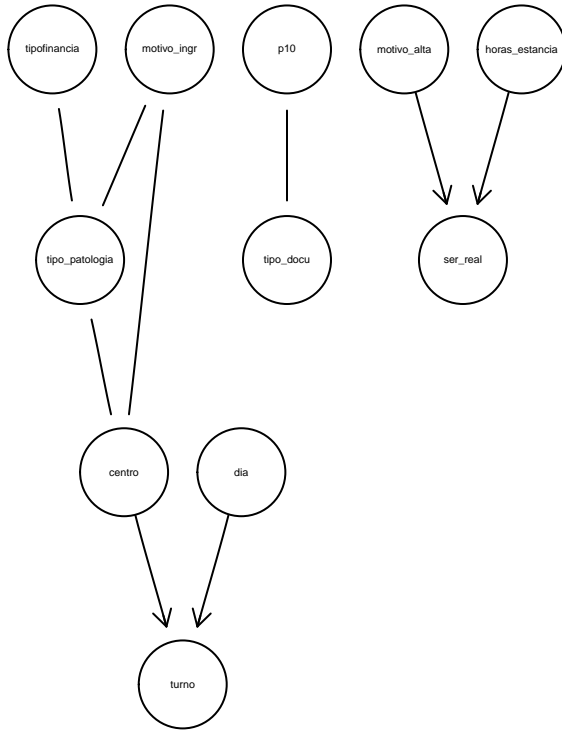 tipofinancia
motivo_ingr
p10
motivo_alta
horas_estancia
tipo_patologia
tipo_docu
ser_real
centro
dia
turno